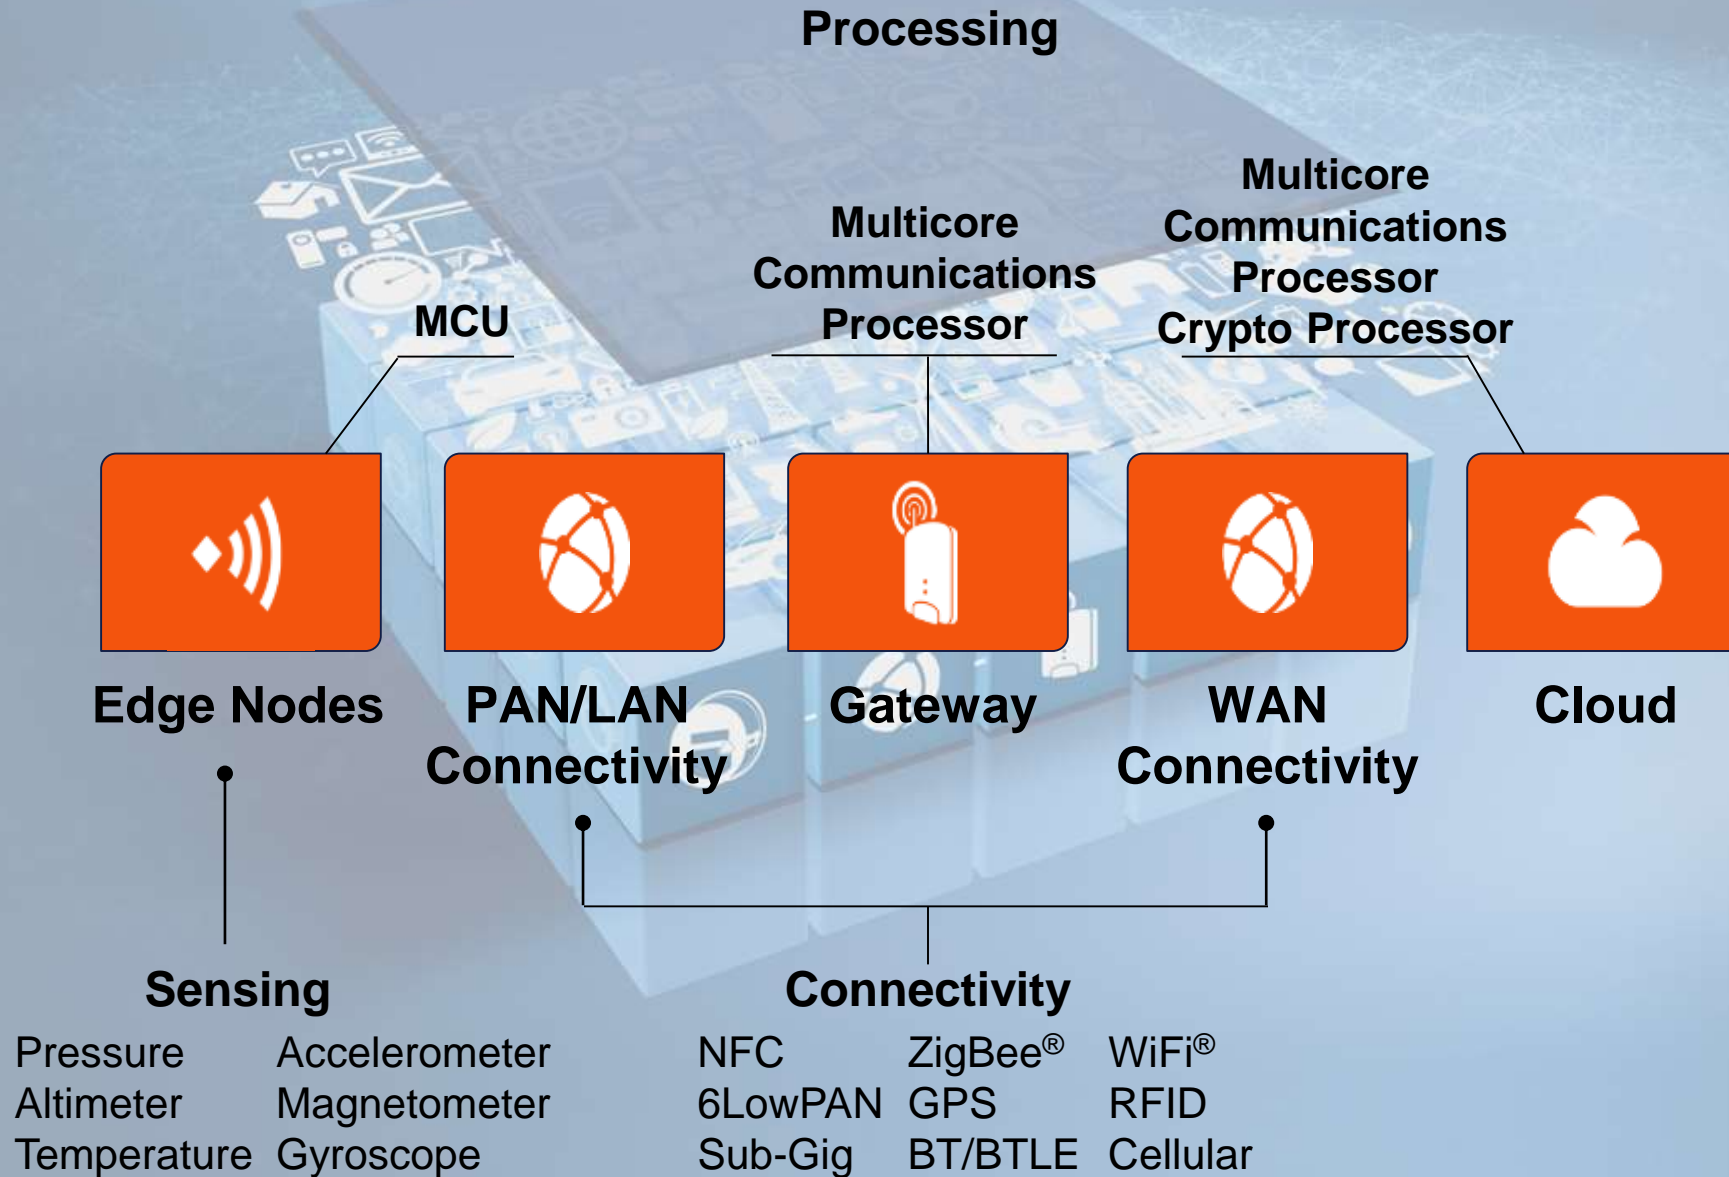 Processing
MCU
Multicore
Communications
Processor
Multicore
Communications
Processor
Crypto Processor
Edge Nodes
PAN/LAN
Connectivity
Gateway
WAN
Connectivity
Cloud
Sensing
Pressure Accelerometer
Altimeter Magnetometer
Temperature Gyroscope
Connectivity
NFC ZigBee® WiFi®
6LowPAN GPS RFID
Sub-Gig BT/BTLE Cellular